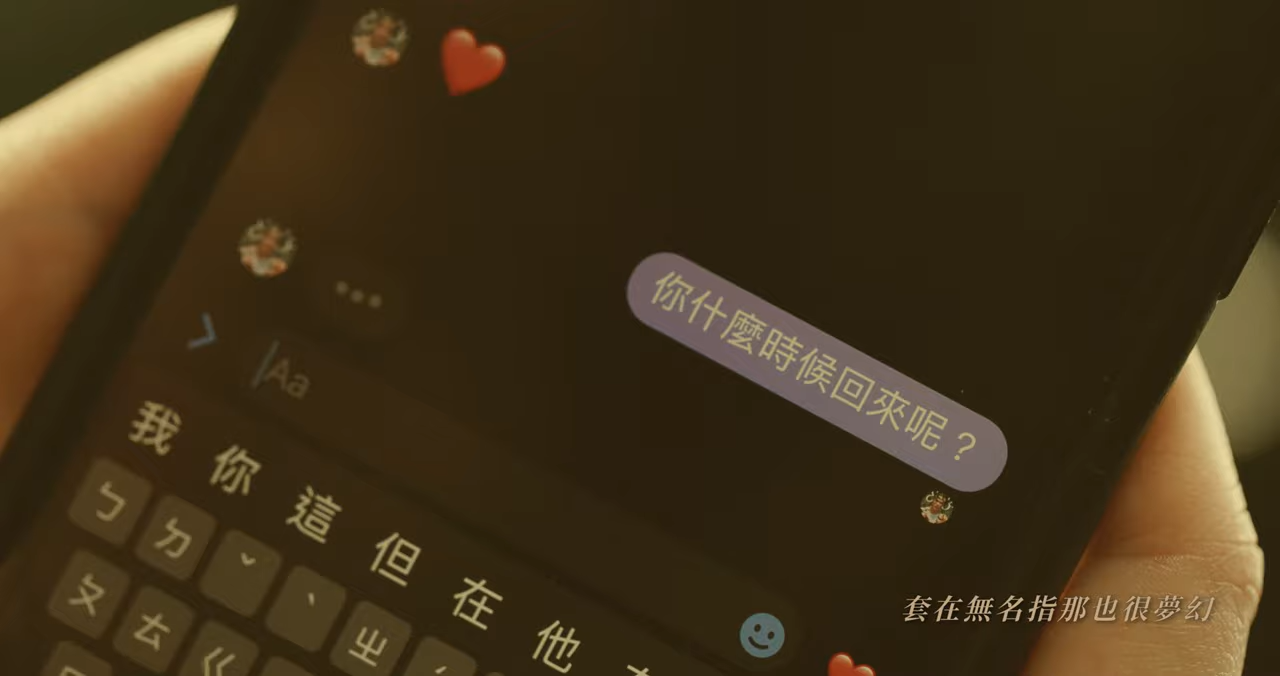 你什麼時候回來呢？
Aa
我 你 這 但 在 他
ㄅ ㄉ ˇ ˋ ㄓ ˊ
ㄆ ㄊ ㄍ
套在無名指那也很夢幻